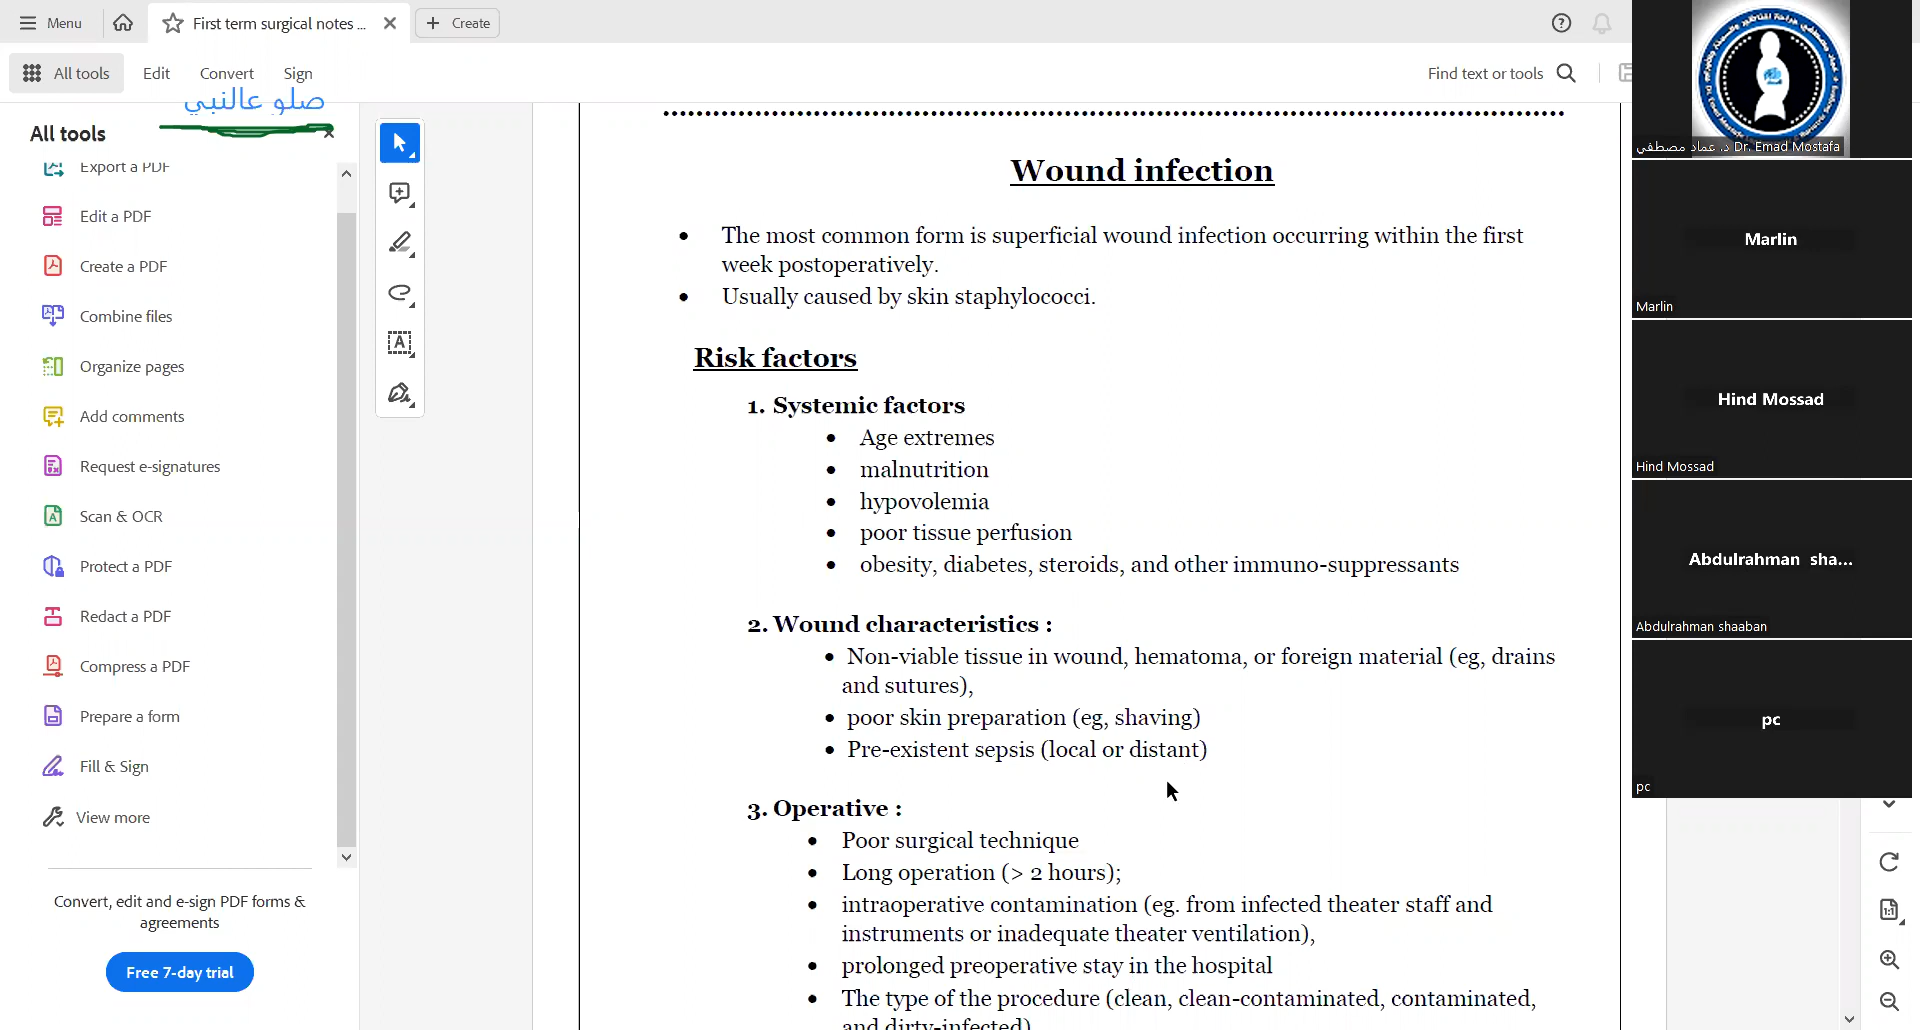 Menu
First term surgical notes ...
Create
All tools
Edit
Convert
Sign
Find text or tools
صلو عالنبي
All tools
Export a PDF
Edit a PDF
Create a PDF
Combine files
Organize pages
Add comments
Request e-signatures
Scan & OCR
Protect a PDF
Redact a PDF
Compress a PDF
Prepare a form
Fill & Sign
View more
Convert, edit and e-sign PDF forms &
agreements
Free 7-day trial
Wound infection
• The most common form is superficial wound infection occurring within the first
week postoperatively.
• Usually caused by skin staphylococci.
Risk factors
1. Systemic factors
• Age extremes
• malnutrition
• hypovolemia
• poor tissue perfusion
• obesity, diabetes, steroids, and other immuno-suppressants
2. Wound characteristics :
• Non-viable tissue in wound, hematoma, or foreign material (eg, drains
and sutures),
• poor skin preparation (eg, shaving)
• Pre-existent sepsis (local or distant)
3. Operative :
• Poor surgical technique
• Long operation (> 2 hours);
• intraoperative contamination (eg. from infected theater staff and
instruments or inadequate theater ventilation),
• prolonged preoperative stay in the hospital
• The type of the procedure (clean, clean-contaminated, contaminated,
and dirty-infected)
د. عماد مصطفي Dr. Emad Mostafa
Marlin
Marlin
Hind Mossad
Hind Mossad
Abdulrahman sha...
Abdulrahman shaaban
pc
pc